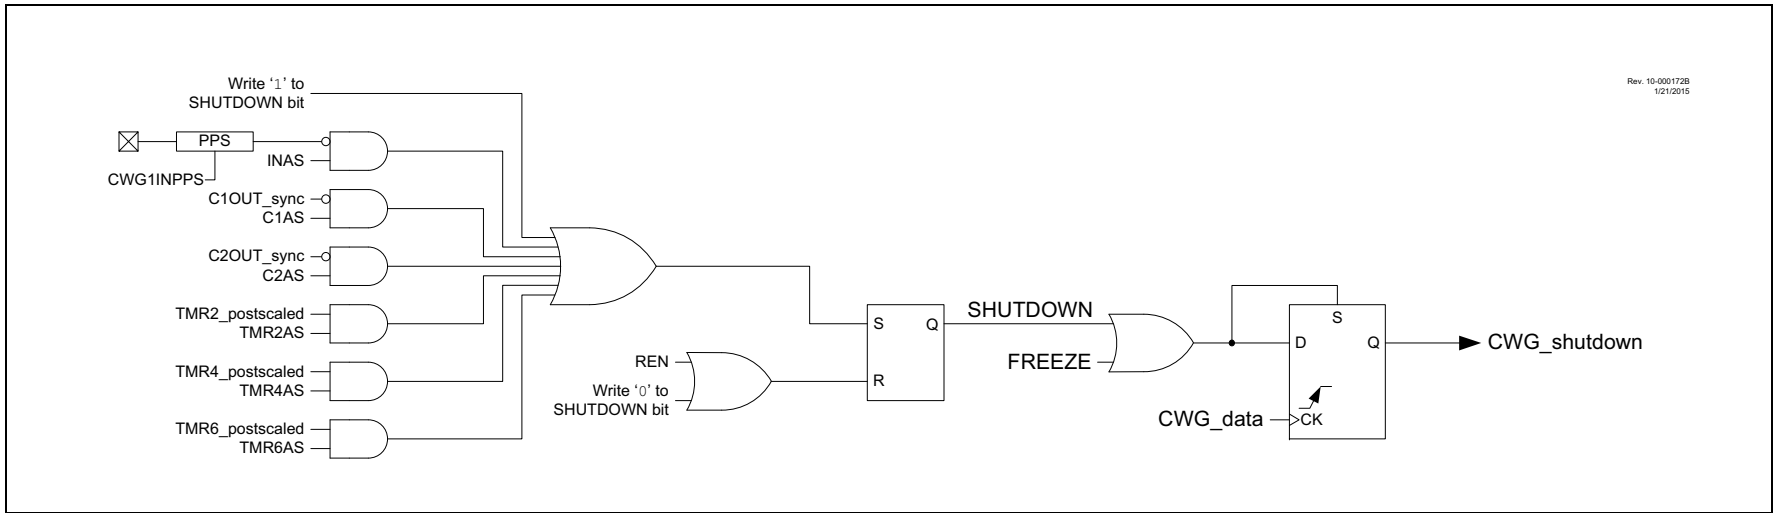 Rev. 10-000172B
1/21/2015
Write ‘1’ to
SHUTDOWN bit
PPS
INAS
CWG1INPPS
C1OUT_sync
C1AS
C2OUT_sync
C2AS
TMR2_postscaled
TMR2AS
TMR4_postscaled
TMR4AS
TMR6_postscaled
TMR6AS
REN
Write ‘0’ to
SHUTDOWN bit
S
Q
R
SHUTDOWN
FREEZE
S
D
Q
CWG_data
CK
CWG_shutdown